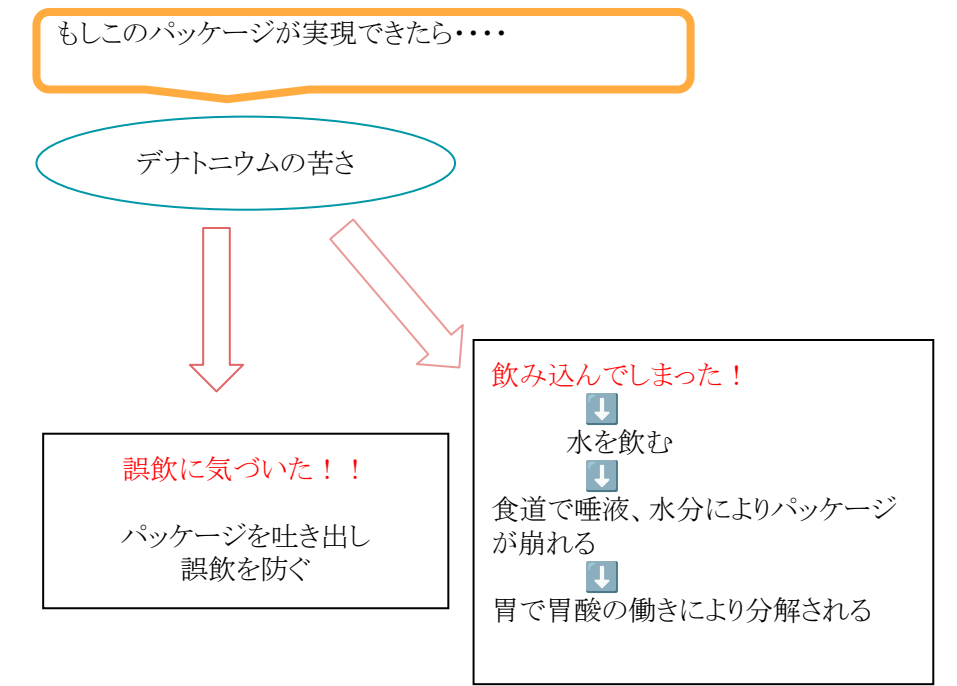 もしこのパッケージが実現できたら････
デナトニウムの苦さ
誤飲に気づいた！！
パッケージを吐き出し
誤飲を防ぐ
飲み込んでしまった！
⬇️
水を飲む
⬇️
食道で唾液、水分によりパッケージ
が崩れる
⬇️
胃で胃酸の働きにより分解される